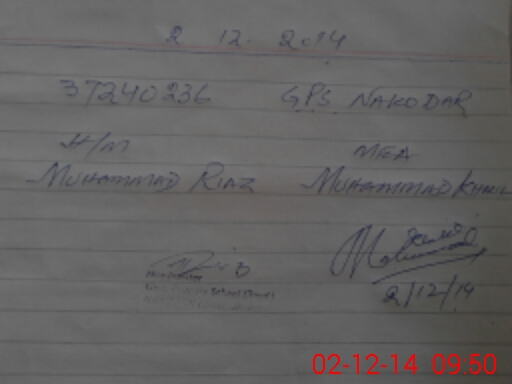 2 12. 2014
37240236 GPS NAKODAR
H/M MEA
MUHAMMAD RIAZ MUHAMMAD KHALIL
2/12/14
School
02-12-14 09:50